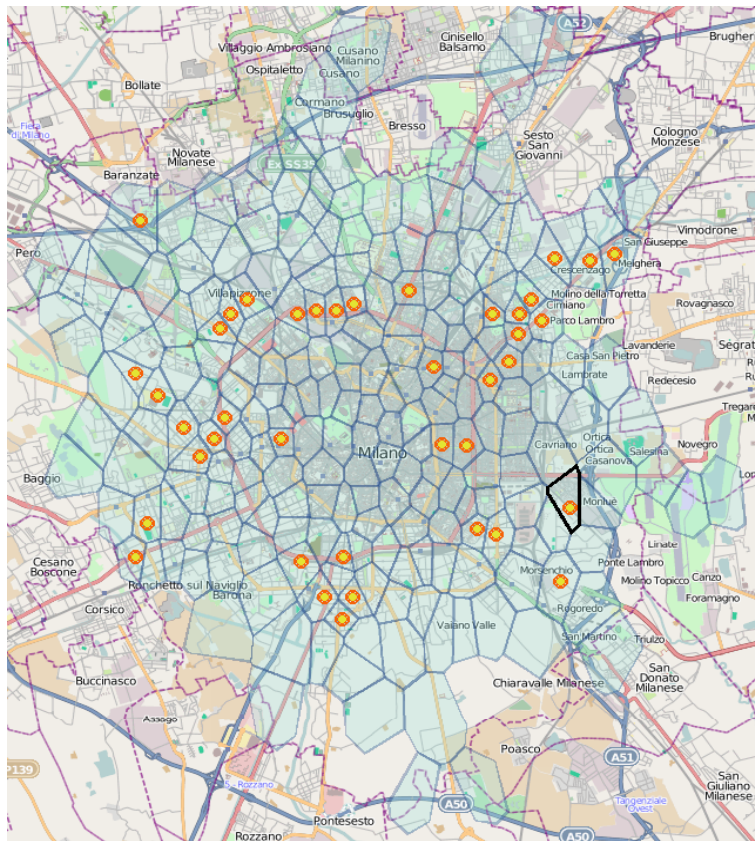 A52
Cinisello
Balsamo
Brugher
Villaggio Ambrosiano
Cusano
Milanino
Ospitaletto
Cusano
Bollate
Cormano
Brusuglio
Bresso
Fiera
di Milano
Sesto
San
Giovanni
Cologno
Monzese
Novate
Milanese
Ex SS35
Baranzate
Pero
San Giuseppe
Vimodrone
Crescenzago
Melghera
Villapizzone
Molino della Torretta
Cimiano
Rovagnasco
Parco Lambro
Lavanderie
Segrat
Casa San Pietro
Lambrate
Redecesio
Tregare
Ortica
Cavriano
Ortica
Novegro
Milano
Casanova
Salesina
Baggio
Monluè
Linate
Cesano
Boscone
Ponte Lambro
Morsenchio
Canzo
Ronchetto sul Naviglio
Molino Topicco
Barona
Foramagno
Corsico
Rogoredo
Vaiano Valle
San Martino
Triulzo
San
Donato
Milanese
Buccinasco
Chiaravalle Milanese
Assago
Poasco
P139
A51
San
Giuliano
Milanese
5 - Rozzano
A50
Tangenziale
Ovest
Pontesesto
Rozzano
A50